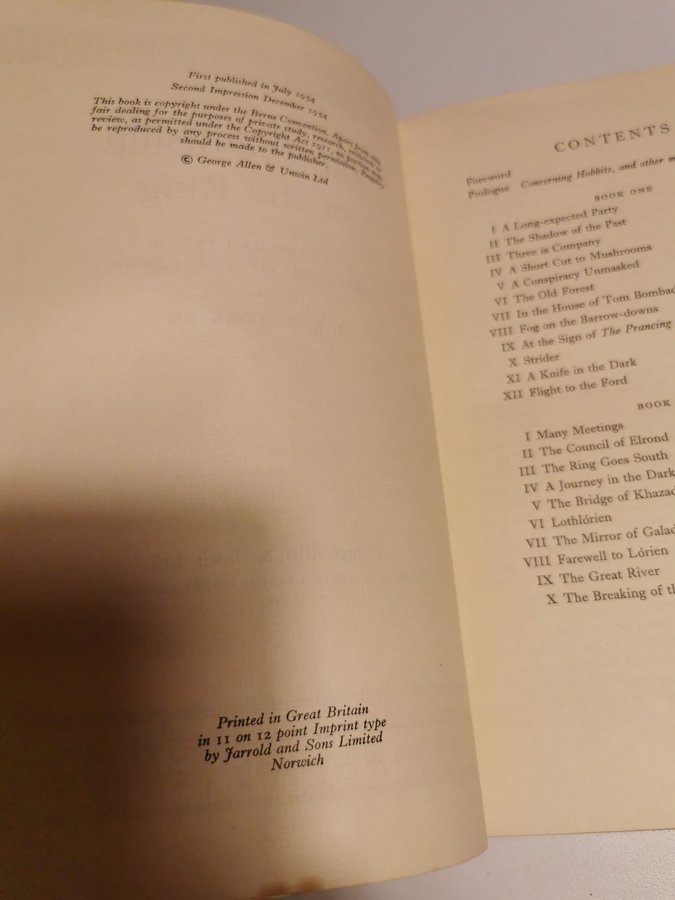 First published in July 1954
Second Impression December 1954
This book is copyright under the Berne Convention. Apart from any
fair dealing for the purposes of private study, research, criticism or
review, as permitted under the Copyright Act 1911, no portion may
be reproduced by any process without written permission. Enquiry
should be made to the publisher.
© George Allen & Unwin Ltd
Printed in Great Britain
in 11 on 12 point Imprint type
by Jarrold and Sons Limited
Norwich
CONTENTS
Foreword
Prologue Concerning Hobbits, and other m
BOOK ONE
I A Long-expected Party
II The Shadow of the Past
III Three is Company
IV A Short Cut to Mushrooms
V A Conspiracy Unmasked
VI The Old Forest
VII In the House of Tom Bombad
VIII Fog on the Barrow-downs
IX At the Sign of The Prancing
X Strider
XI A Knife in the Dark
XII Flight to the Ford
BOOK
I Many Meetings
II The Council of Elrond
III The Ring Goes South
IV A Journey in the Dark
V The Bridge of Khazad
VI Lothlórien
VII The Mirror of Galad
VIII Farewell to Lórien
IX The Great River
X The Breaking of th